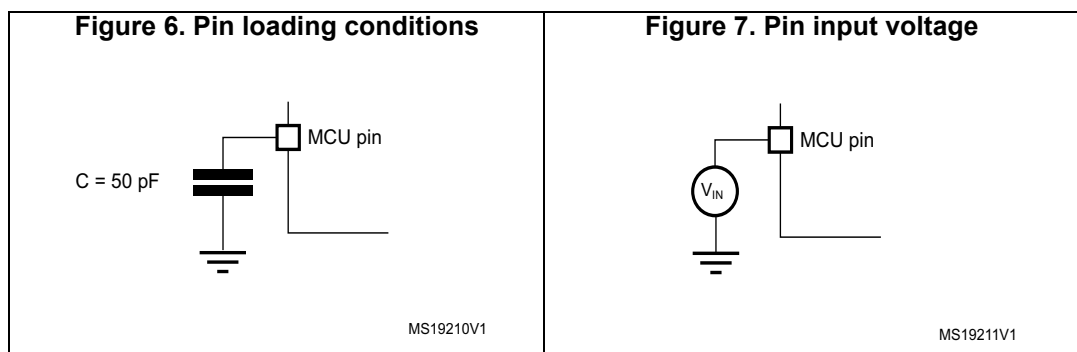 Figure 6. Pin loading conditions
MCU pin
C = 50 pF
MS19210V1
Figure 7. Pin input voltage
MCU pin
VIN
MS19211V1